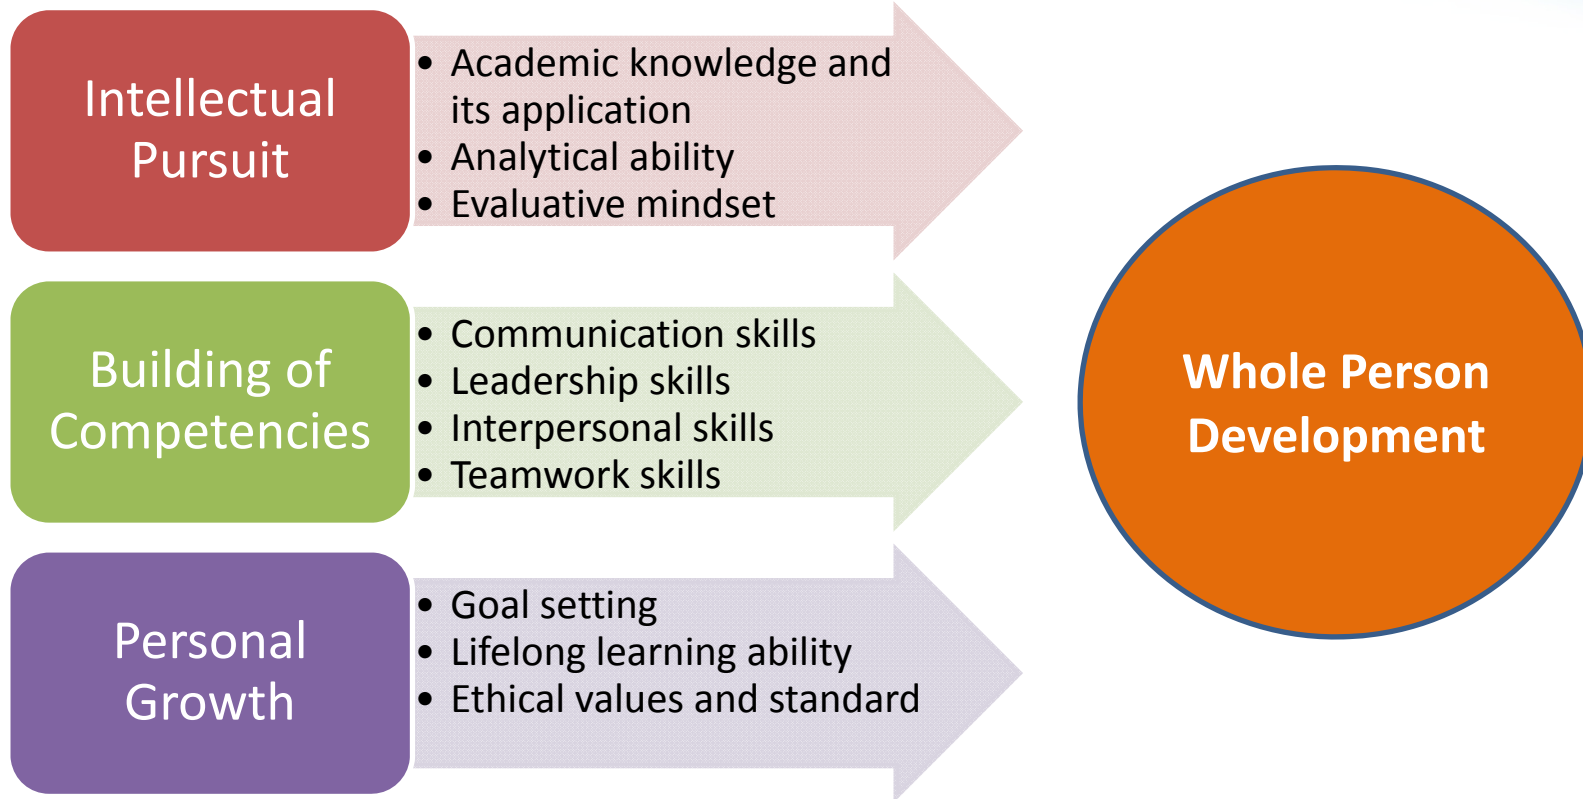 Intellectual
Pursuit
• Academic knowledge and
its application
• Analytical ability
• Evaluative mindset
Building of
Competencies
• Communication skills
• Leadership skills
• Interpersonal skills
• Teamwork skills
Personal
Growth
• Goal setting
• Lifelong learning ability
• Ethical values and standard
Whole Person
Development